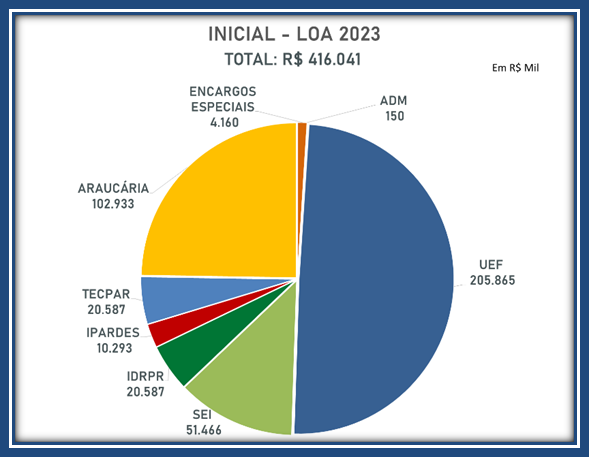 INICIAL - LOA 2023
TOTAL: R$ 416.041
Em R$ Mil
ENCARGOS
ESPECIAIS
4.160
ADM
150
ARAUCÁRIA
102.933
UEF
205.865
TECPAR
20.587
IPARDES
10.293
IDRPR
20.587
SEI
51.466